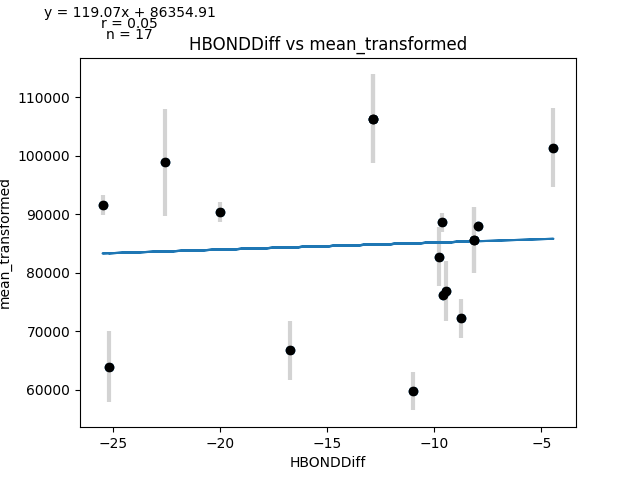 y = 119.07x + 86354.91
r = 0.05
n = 17
HBONDDiff vs mean_transformed
mean_transformed
110000
100000
90000
80000
70000
60000
−25
−20
−15
−10
−5
HBONDDiff